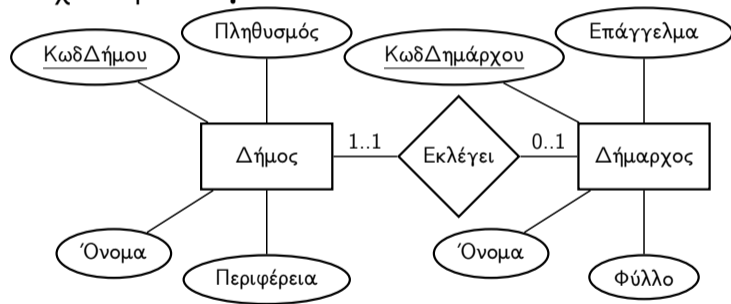 Πληθυσμός
Επάγγελμα
ΚωδΔήμου
ΚωδΔημάρχου
Δήμος
1..1
Εκλέγει
0..1
Δήμαρχος
Όνομα
Όνομα
Περιφέρεια
Φύλλο